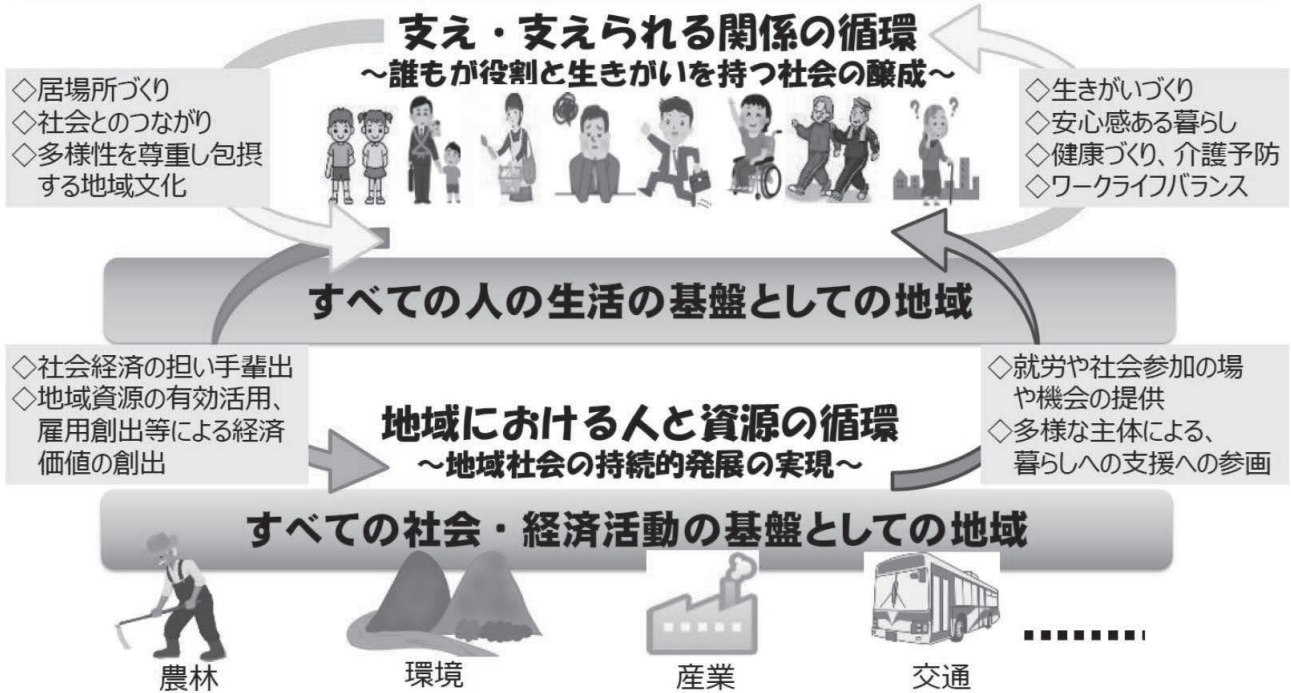 支え・支えられる関係の循環
~誰もが役割と生きがいを持つ社会の醸成~
◇居場所づくり
◇社会とのつながり
◇多様性を尊重し包摂
する地域文化
◇生きがいづくり
◇安心感ある暮らし
◇健康づくり、介護予防
◇ワークライフバランス
? ?
すべての人の生活の基盤としての地域
◇社会経済の担い手輩出
◇地域資源の有効活用、
雇用創出等による経済
価値の創出
地域における人と資源の循環
~地域社会の持続的発展の実現~
◇就労や社会参加の場
や機会の提供
◇多様な主体による、
暮らしへの支援への参画
すべての社会・経済活動の基盤としての地域
農林
環境
産業
交通